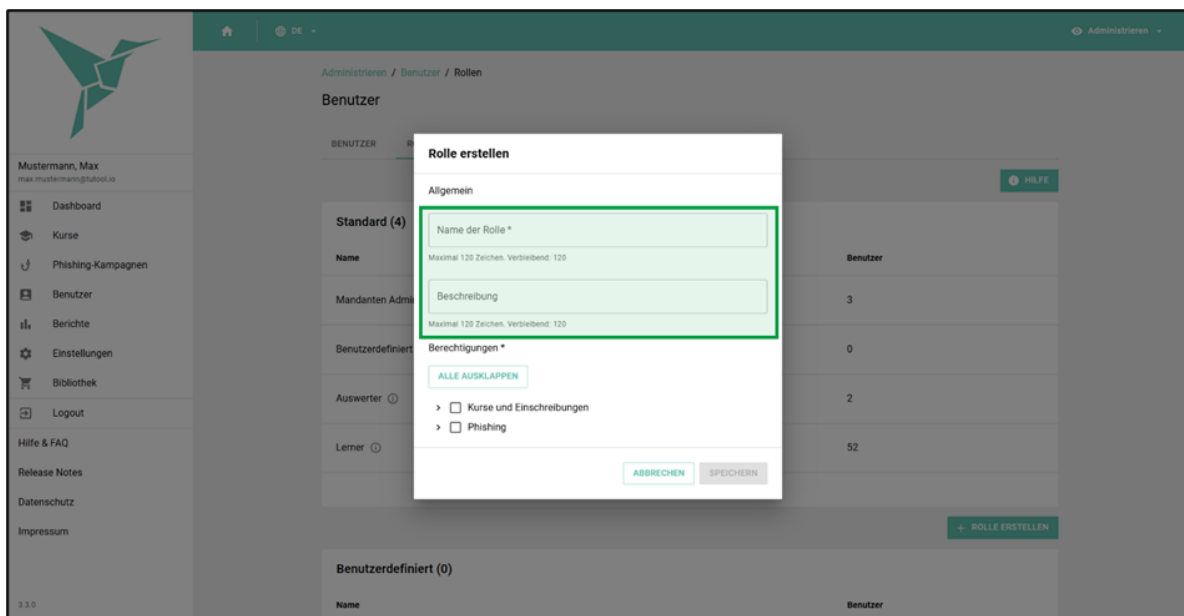 DE
Administrieren
Administrieren / Benutzer / Rollen
Benutzer
BENUTZER
Mustermann, Max
max.mustermann@tutool.io
Dashboard
Kurse
Phishing-Kampagnen
Benutzer
Berichte
Einstellungen
Bibliothek
Logout
Hilfe & FAQ
Release Notes
Datenschutz
Impressum
3.3.0
HILFE
Standard (4)
Name
Benutzer
Mandanten
3
Benutzerdefiniert
0
Auswerter
2
Lerner
52
Rolle erstellen
Allgemein
Name der Rolle *
Maximal 120 Zeichen. Verbleibend: 120
Beschreibung
Maximal 120 Zeichen. Verbleibend: 120
Berechtigungen *
ALLE AUSKLAPPEN
Kurse und Einschreibungen
Phishing
ABBRECHEN
SPEICHERN
+ ROLLE ERSTELLEN
Benutzerdefiniert (0)
Name
Benutzer